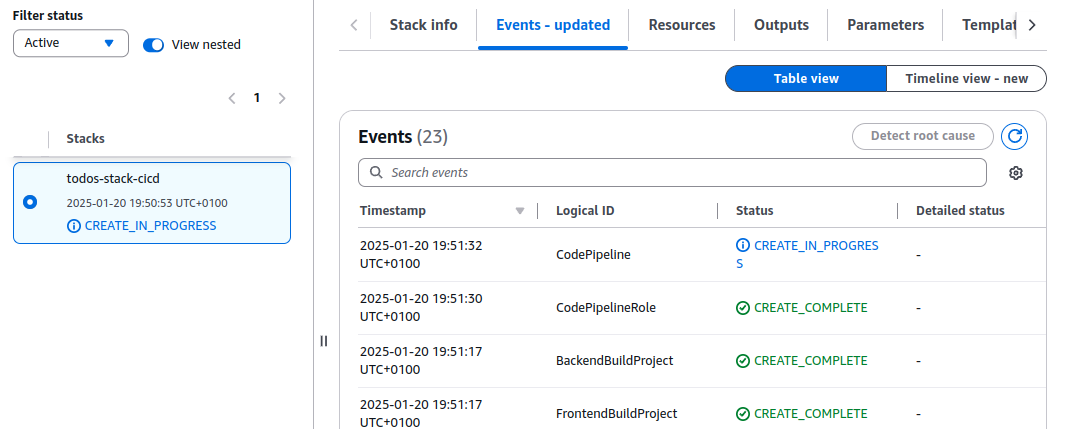 Filter status
Active
View nested
1
Stacks
todos-stack-cicd
2025-01-20 19:50:53 UTC+0100
CREATE_IN_PROGRESS
Stack info
Events - updated
Resources
Outputs
Parameters
Templat
Table view
Timeline view - new
Events (23)
Detect root cause
Search events
Timestamp
Logical ID
Status
Detailed status
2025-01-20 19:51:32
UTC+0100
CodePipeline
CREATE_IN_PROGRES
S
-
2025-01-20 19:51:30
UTC+0100
CodePipelineRole
CREATE_COMPLETE
-
2025-01-20 19:51:17
UTC+0100
BackendBuildProject
CREATE_COMPLETE
-
2025-01-20 19:51:17
UTC+0100
FrontendBuildProject
CREATE_COMPLETE
-